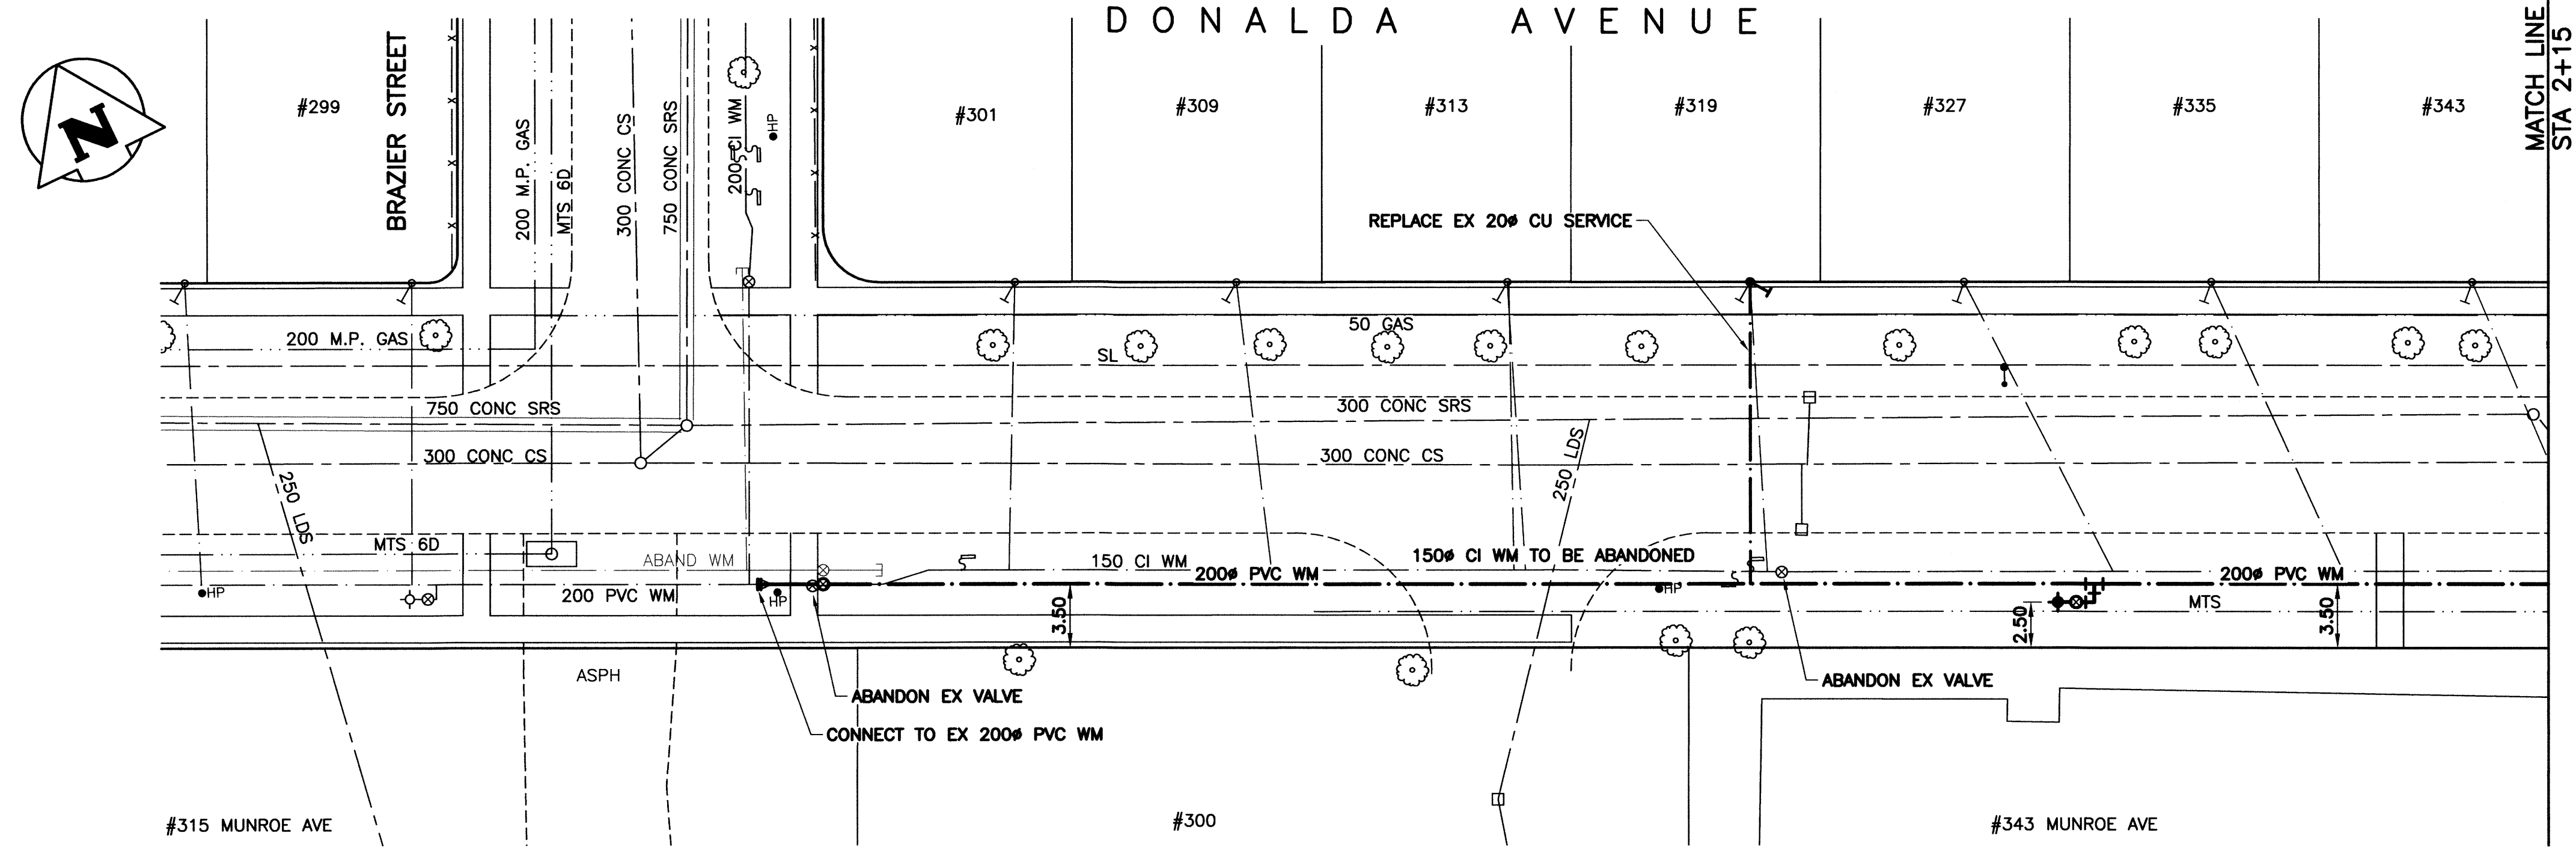 DONALDA AVENUE
MATCH LINE
STA 2+15
N
#299
BRAZIER STREET
200 M.P. GAS
MTS 6D
300 CONC CS
750 CONC SRS
200 CI WM
HP
#301
#309
#313
#319
#327
#335
#343
REPLACE EX 20ø CU SERVICE
200 M.P. GAS
50 GAS
SL
750 CONC SRS
300 CONC SRS
300 CONC CS
300 CONC CS
250 LDS
250 LDS
MTS 6D
ABAND WM
150 CI WM
150ø CI WM TO BE ABANDONED
200ø PVC WM
200ø PVC WM
HP
200 PVC WM
HP
HP
MTS
3.50
2.50
3.50
ASPH
ABANDON EX VALVE
ABANDON EX VALVE
CONNECT TO EX 200ø PVC WM
#315 MUNROE AVE
#300
#343 MUNROE AVE